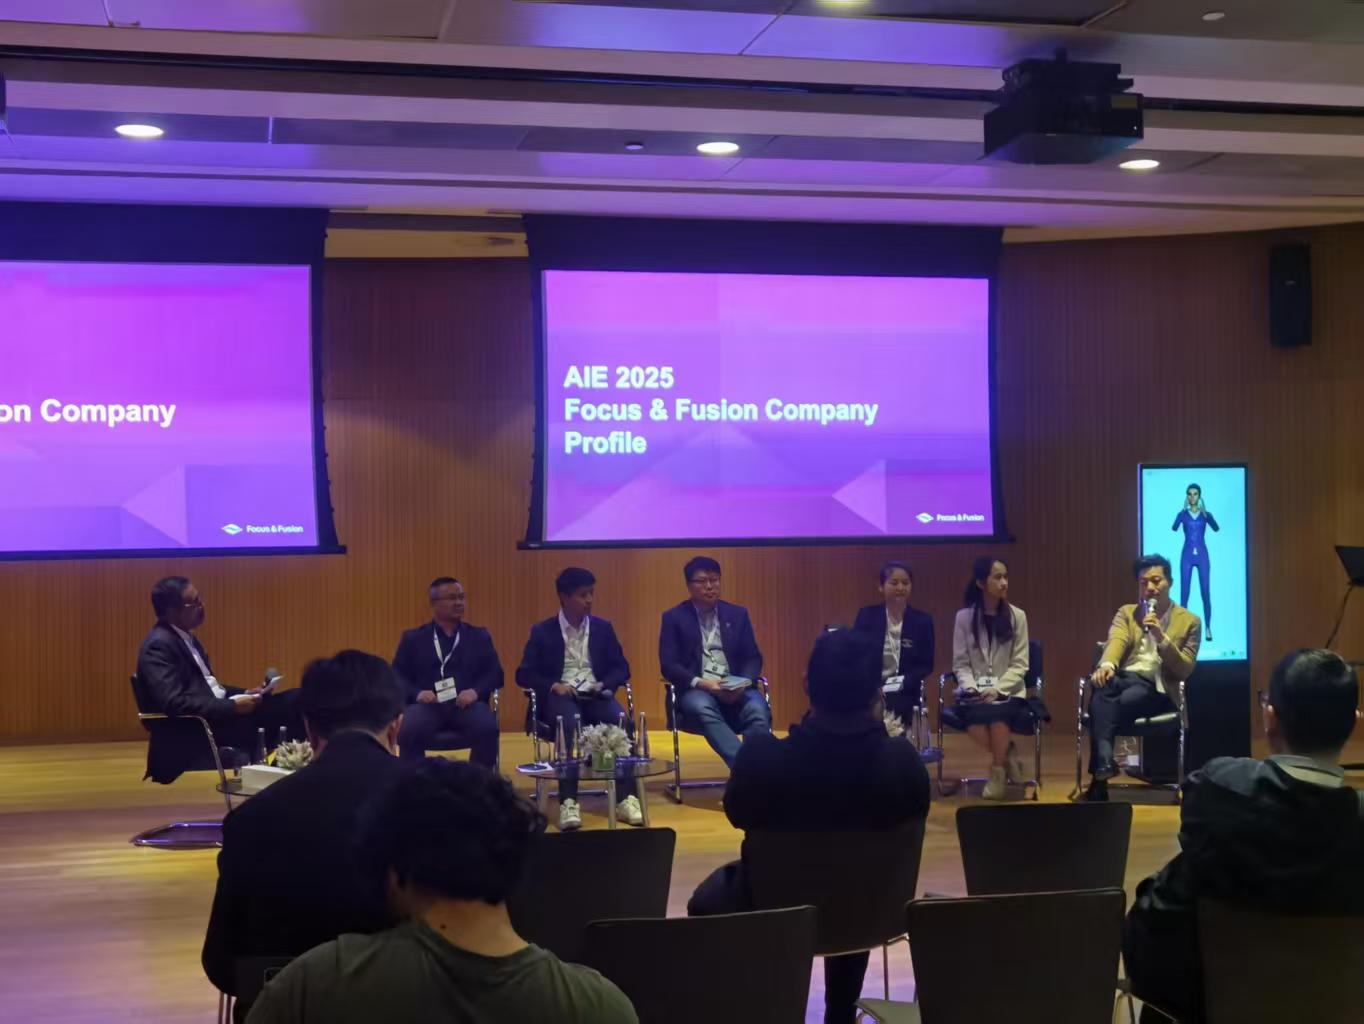 on Company
Focus & Fusion
AIE 2025
Focus & Fusion Company
Profile
Focus & Fusion